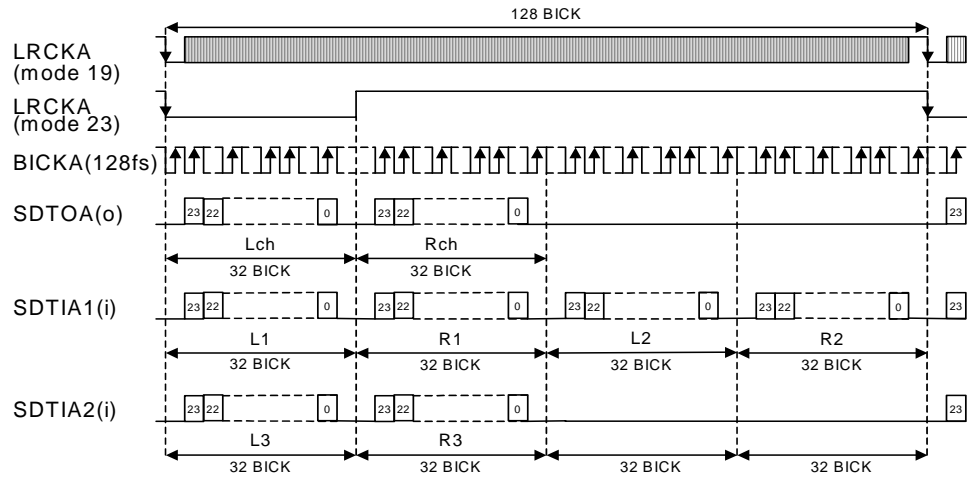 128 BICK
LRCKA
(mode 19)
LRCKA
(mode 23)
BICKA(128fs)
SDTOA(o)
23 22 0 23 22 0 23
Lch Rch
32 BICK 32 BICK
SDTIA1(i)
23 22 0 23 22 0 23 22 0 23 22 0 23
L1 R1 L2 R2
32 BICK 32 BICK 32 BICK 32 BICK
SDTIA2(i)
23 22 0 23 22 0 23
L3 R3
32 BICK 32 BICK 32 BICK 32 BICK